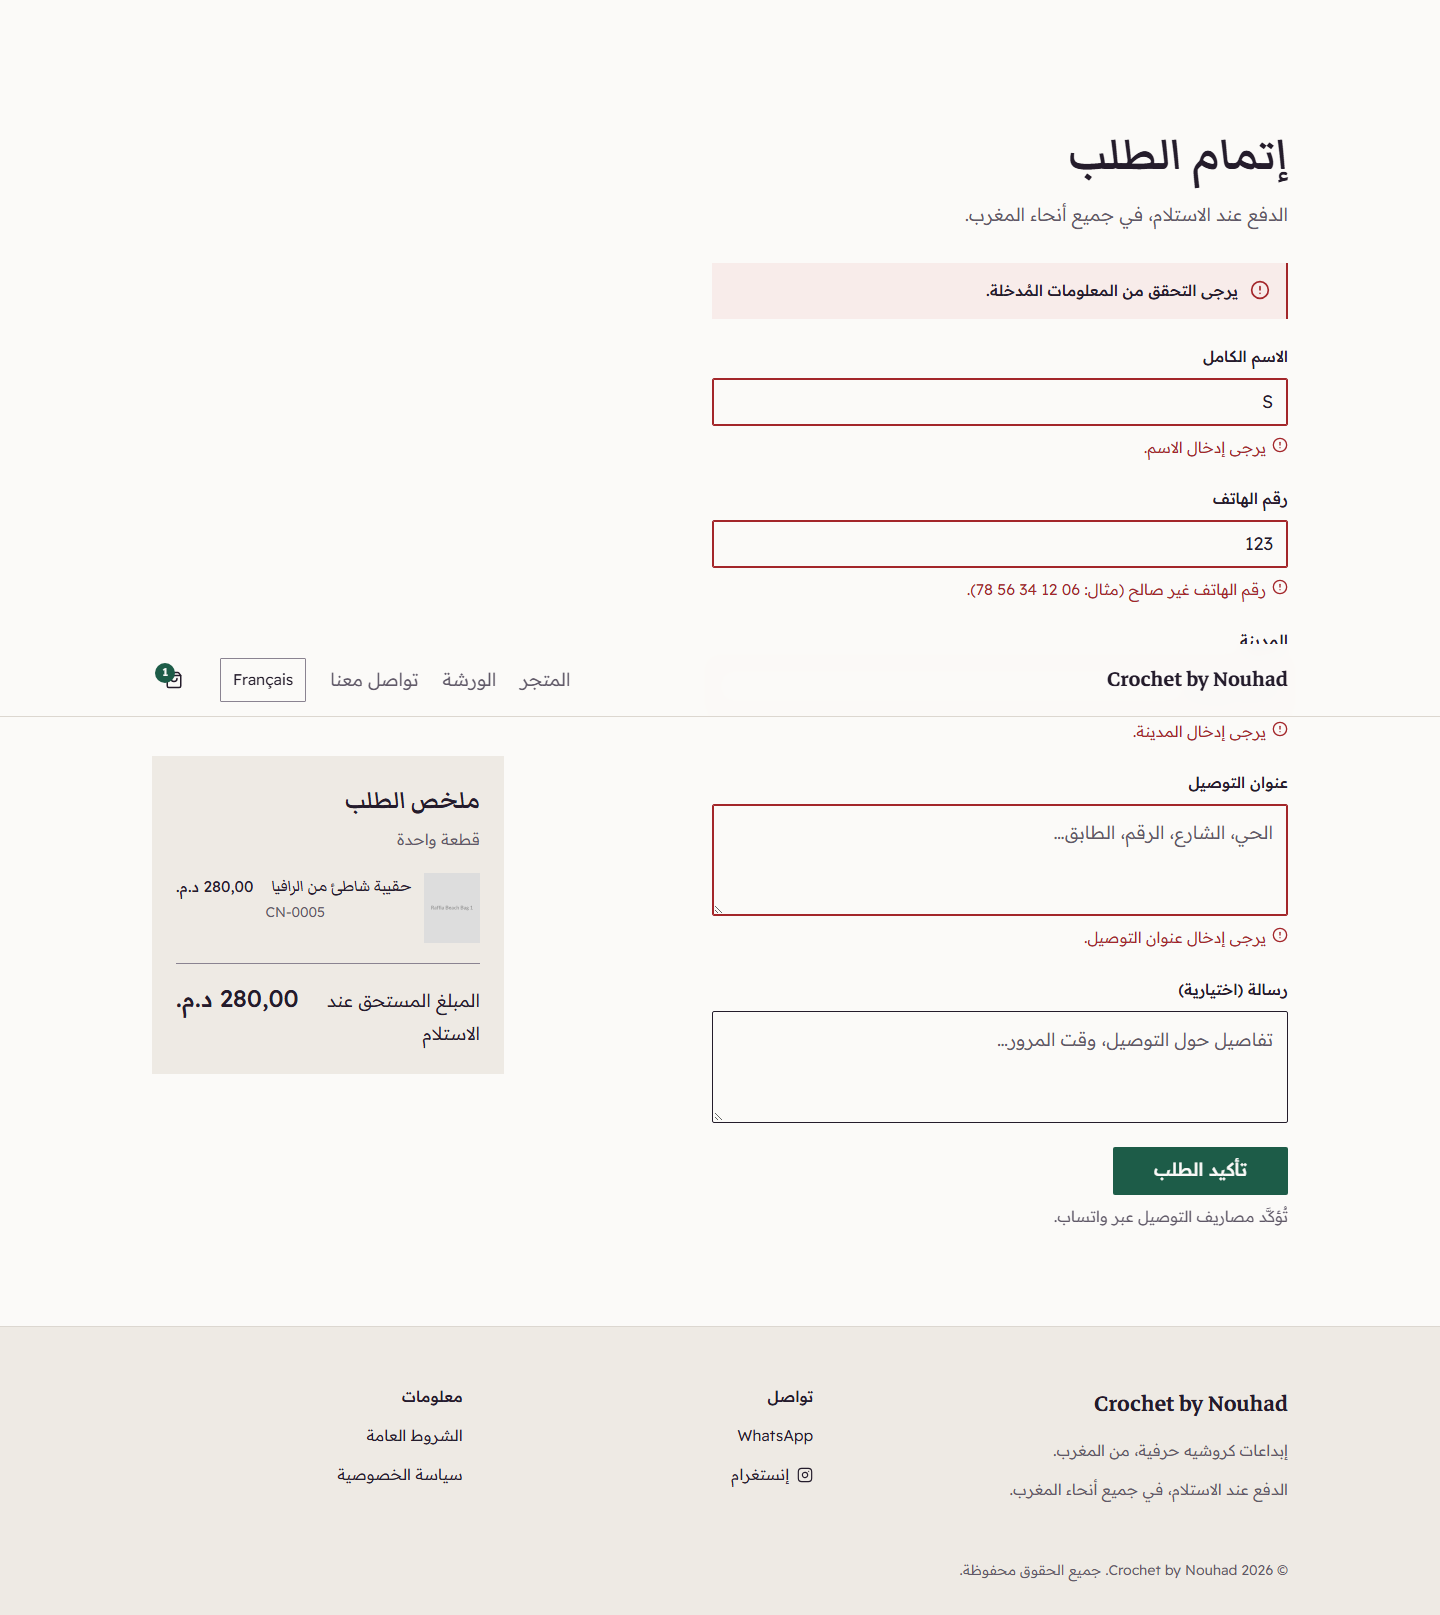 إتمام الطلب
الدفع عند الاستلام، في جميع أنحاء المغرب.
يرجى التحقق من المعلومات المُدخلة.
الاسم الكامل
S
يرجى إدخال الاسم.
رقم الهاتف
123
رقم الهاتف غير صالح (مثال: 06 12 34 56 78).
المدينة
Crochet by Nouhad
المتجر
الورشة
تواصل معنا
Français
1
يرجى إدخال المدينة.
عنوان التوصيل
الحي، الشارع، الرقم، الطابق...
يرجى إدخال عنوان التوصيل.
رسالة (اختيارية)
تفاصيل حول التوصيل، وقت المرور...
تأكيد الطلب
تُؤكَّد مصاريف التوصيل عبر واتساب.
ملخص الطلب
قطعة واحدة
Raffia Beach Bag 1
حقيبة شاطئ من الرافيا
280,00 د.م.
CN-0005
المبلغ المستحق عند
الاستلام
280,00 د.م.
Crochet by Nouhad
إبداعات كروشيه حرفية، من المغرب.
الدفع عند الاستلام، في جميع أنحاء المغرب.
تواصل
WhatsApp
إنستغرام
معلومات
الشروط العامة
سياسة الخصوصية
© 2026 Crochet by Nouhad. جميع الحقوق محفوظة.